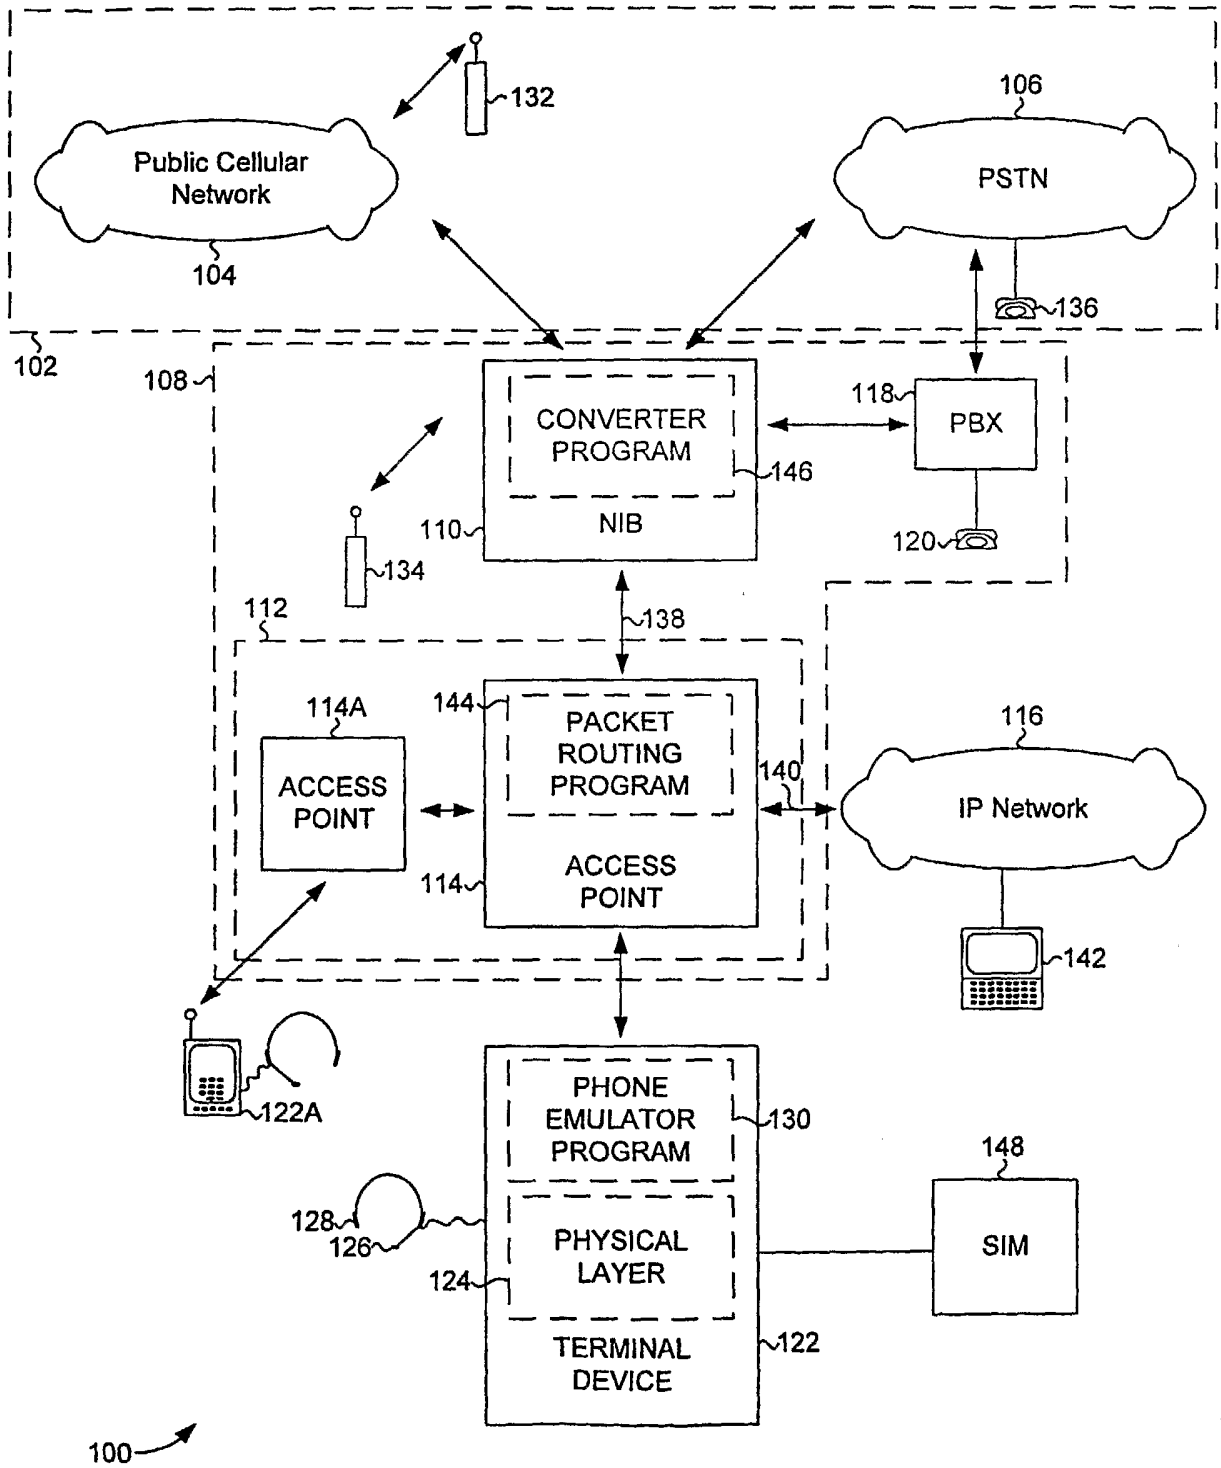 132
106
Public Cellular
Network
PSTN
104
136
102
108
118
CONVERTER
PROGRAM
PBX
146
110
NIB
120
134
112
138
144
114A
PACKET
ROUTING
PROGRAM
116
140
ACCESS
POINT
IP Network
114
ACCESS
POINT
142
122A
PHONE
EMULATOR
PROGRAM
130
148
128
126
PHYSICAL
LAYER
SIM
124
TERMINAL
DEVICE
122
100